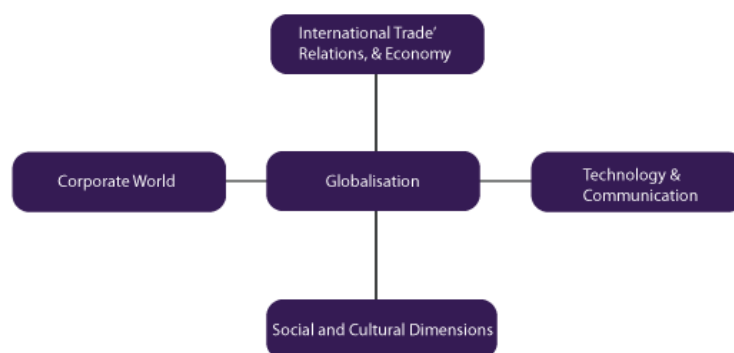 International Trade'
Relations, & Economy
Corporate World
Globalisation
Technology &
Communication
Social and Cultural Dimensions